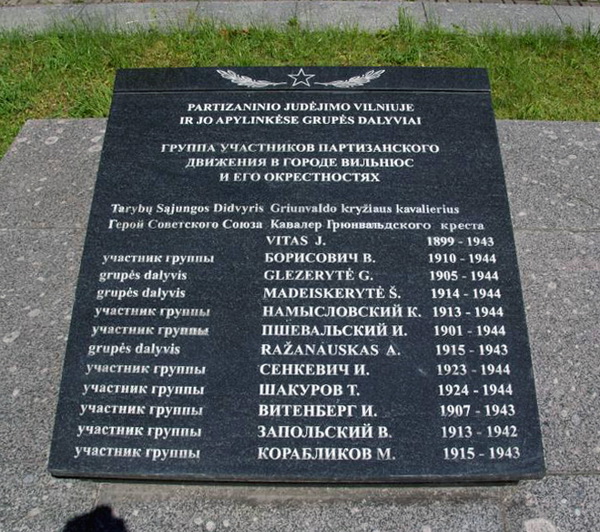 PARTIZANINIO JUDĖJIMO VILNIUJE
IR JO APYLINKĖSE GRUPĖS DALYVIAI
ГРУППА УЧАСТНИКОВ ПАРТИЗАНСКОГО
ДВИЖЕНИЯ В ГОРОДЕ ВИЛЬНЮС
И ЕГО ОКРЕСТНОСТЯХ
Tarybų Sąjungos Didvyris Griunvaldo kryžiaus kavalierius
Герой Советского Союза Кавалер Грюнвальдского креста
VITAS J. 1899 - 1943
участник группы БОРИСОВИЧ В. 1910 - 1944
grupės dalyvis GLEZERYTĖ G. 1905 - 1944
grupės dalyvis MADEISKERYTĖ Š. 1914 - 1944
участник группы НАМЫСЛОВСКИЙ К. 1913 - 1944
участник группы ПШЕВАЛЬСКИЙ И. 1901 - 1944
grupės dalyvis RAŽANAUSKAS A. 1915 - 1943
участник группы СЕНКЕВИЧ И. 1923 - 1944
участник группы ШАКУРОВ Т. 1924 - 1944
участник группы ВИТЕНБЕРГ И. 1907 - 1943
участник группы ЗАПОЛЬСКИЙ В. 1913 - 1942
участник группы КОРАБЛИКОВ М. 1915 - 1943